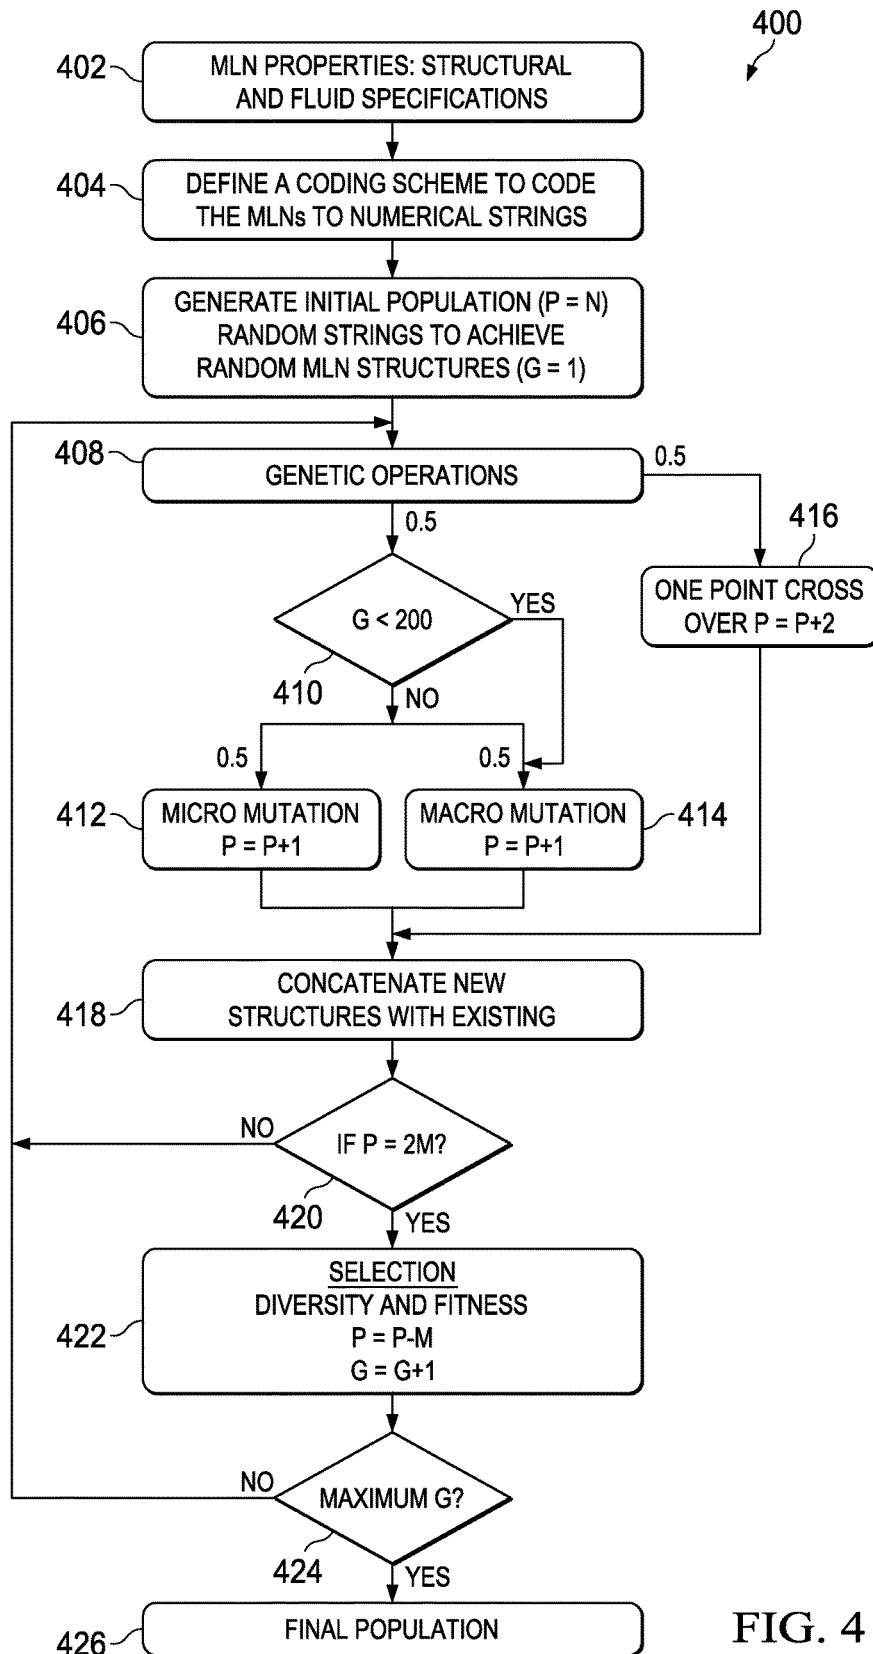 400
402
MLN PROPERTIES: STRUCTURAL
AND FLUID SPECIFICATIONS
404
DEFINE A CODING SCHEME TO CODE
THE MLNs TO NUMERICAL STRINGS
406
GENERATE INITIAL POPULATION (P = N)
RANDOM STRINGS TO ACHIEVE
RANDOM MLN STRUCTURES (G = 1)
408
GENETIC OPERATIONS
0.5
0.5
416
ONE POINT CROSS
OVER P = P+2
G < 200
YES
410
NO
0.5
0.5
412
MICRO MUTATION
P = P+1
MACRO MUTATION
P = P+1
414
418
CONCATENATE NEW
STRUCTURES WITH EXISTING
NO
IF P = 2M?
420
YES
422
SELECTION
DIVERSITY AND FITNESS
P = P-M
G = G+1
NO
MAXIMUM G?
424
YES
426
FINAL POPULATION
FIG. 4